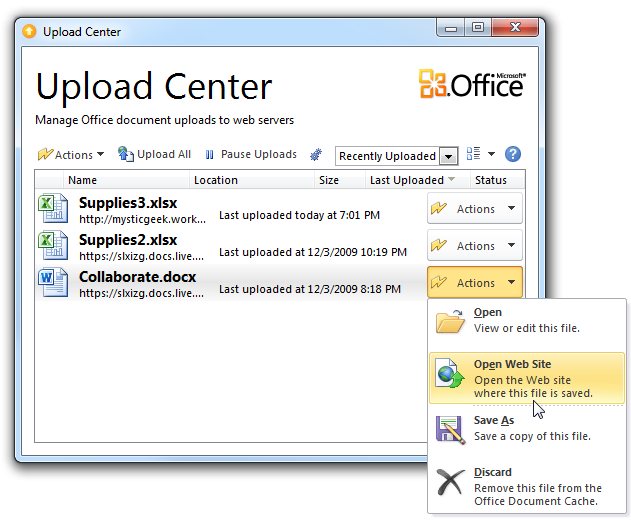 Upload Center
Upload Center
Microsoft®
Office
Manage Office document uploads to web servers
Actions Upload All Pause Uploads Recently Uploaded
Name Location Size Last Uploaded Status
Supplies3.xlsx
http://mysticgeek.work... Last uploaded today at 7:01 PM Actions
Supplies2.xlsx
https://slxizg.docs.live.... Last uploaded at 12/3/2009 10:19 PM Actions
Collaborate.docx
https://slxizg.docs.live.... Last uploaded at 12/3/2009 8:18 PM Actions
Open
View or edit this file.
Open Web Site
Open the Web site
where this file is saved.
Save As
Save a copy of this file.
Discard
Remove this file from the
Office Document Cache.